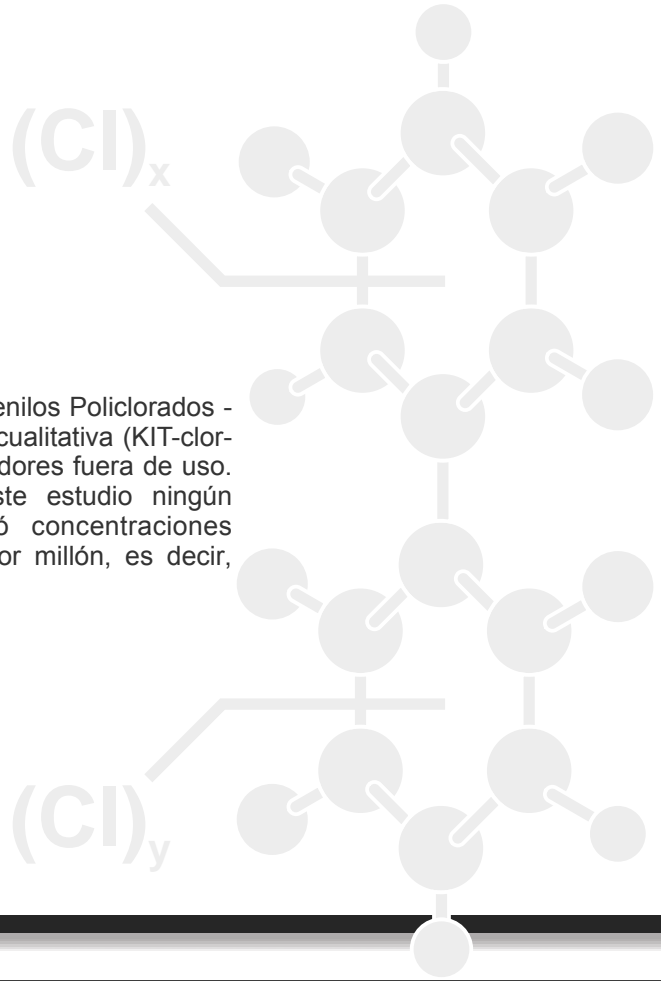 (Cl)x
enilos Policlorados -
cualitativa (KIT-clor-
dores fuera de uso.
ste estudio ningún
ó concentraciones
or millón, es decir,
(Cl)y